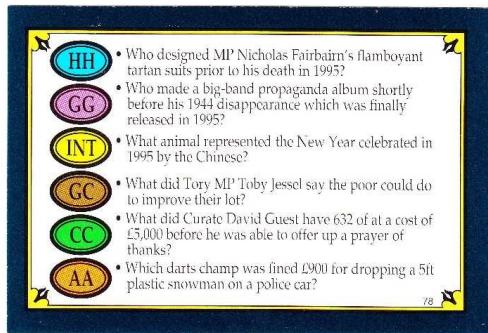 HH • Who designed MP Nicholas Fairbairn's flamboyant
tartan suits prior to his death in 1995?
GG • Who made a big-band propaganda album shortly
before his 1944 disappearance which was finally
released in 1995?
INT • What animal represented the New Year celebrated in
1995 by the Chinese?
GC • What did Tory MP Toby Jessel say the poor could do
to improve their lot?
CC • What did Curate David Guest have 632 of at a cost of
£5,000 before he was able to offer up a prayer of
thanks?
AA • Which darts champ was fined £900 for dropping a 5ft
plastic snowman on a police car?
78